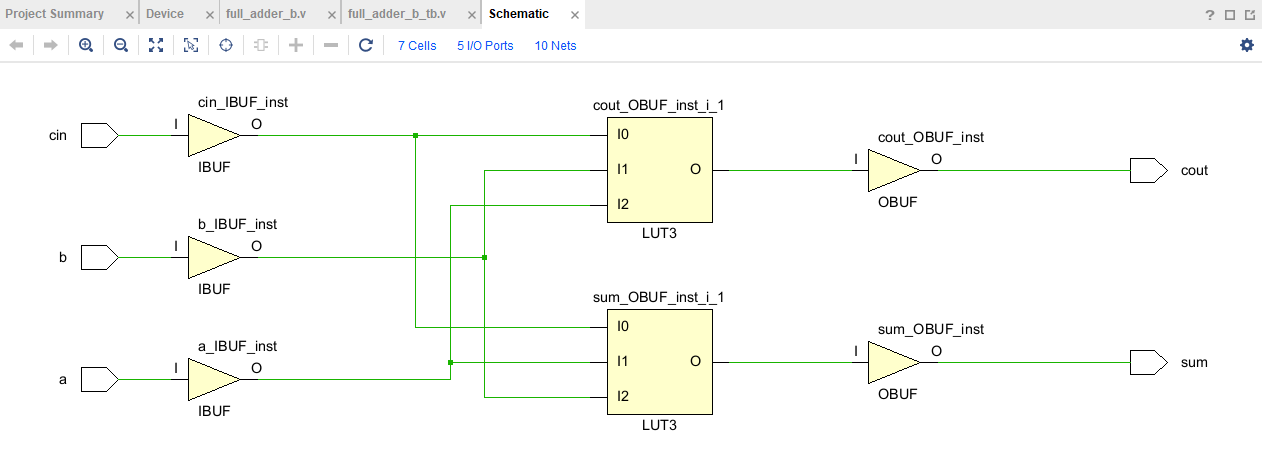 Project Summary × Device × full_adder_b.v × full_adder_b_tb.v × Schematic ×
?
7 Cells 5 I/O Ports 10 Nets
cin_IBUF_inst
cin I O
IBUF
b_IBUF_inst
b I O
IBUF
a_IBUF_inst
a I O
IBUF
cout_OBUF_inst_i_1
I0
I1 O
I2
LUT3
sum_OBUF_inst_i_1
I0
I1 O
I2
LUT3
cout_OBUF_inst
I O cout
OBUF
sum_OBUF_inst
I O sum
OBUF